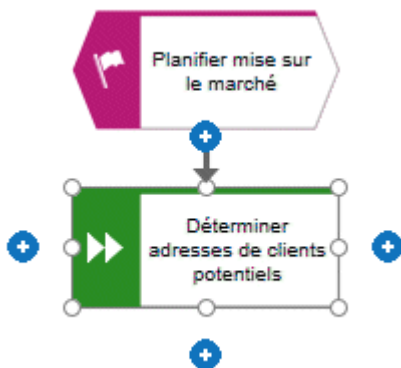 Planifier mise sur
le marché
Déterminer
adresses de clients
potentiels